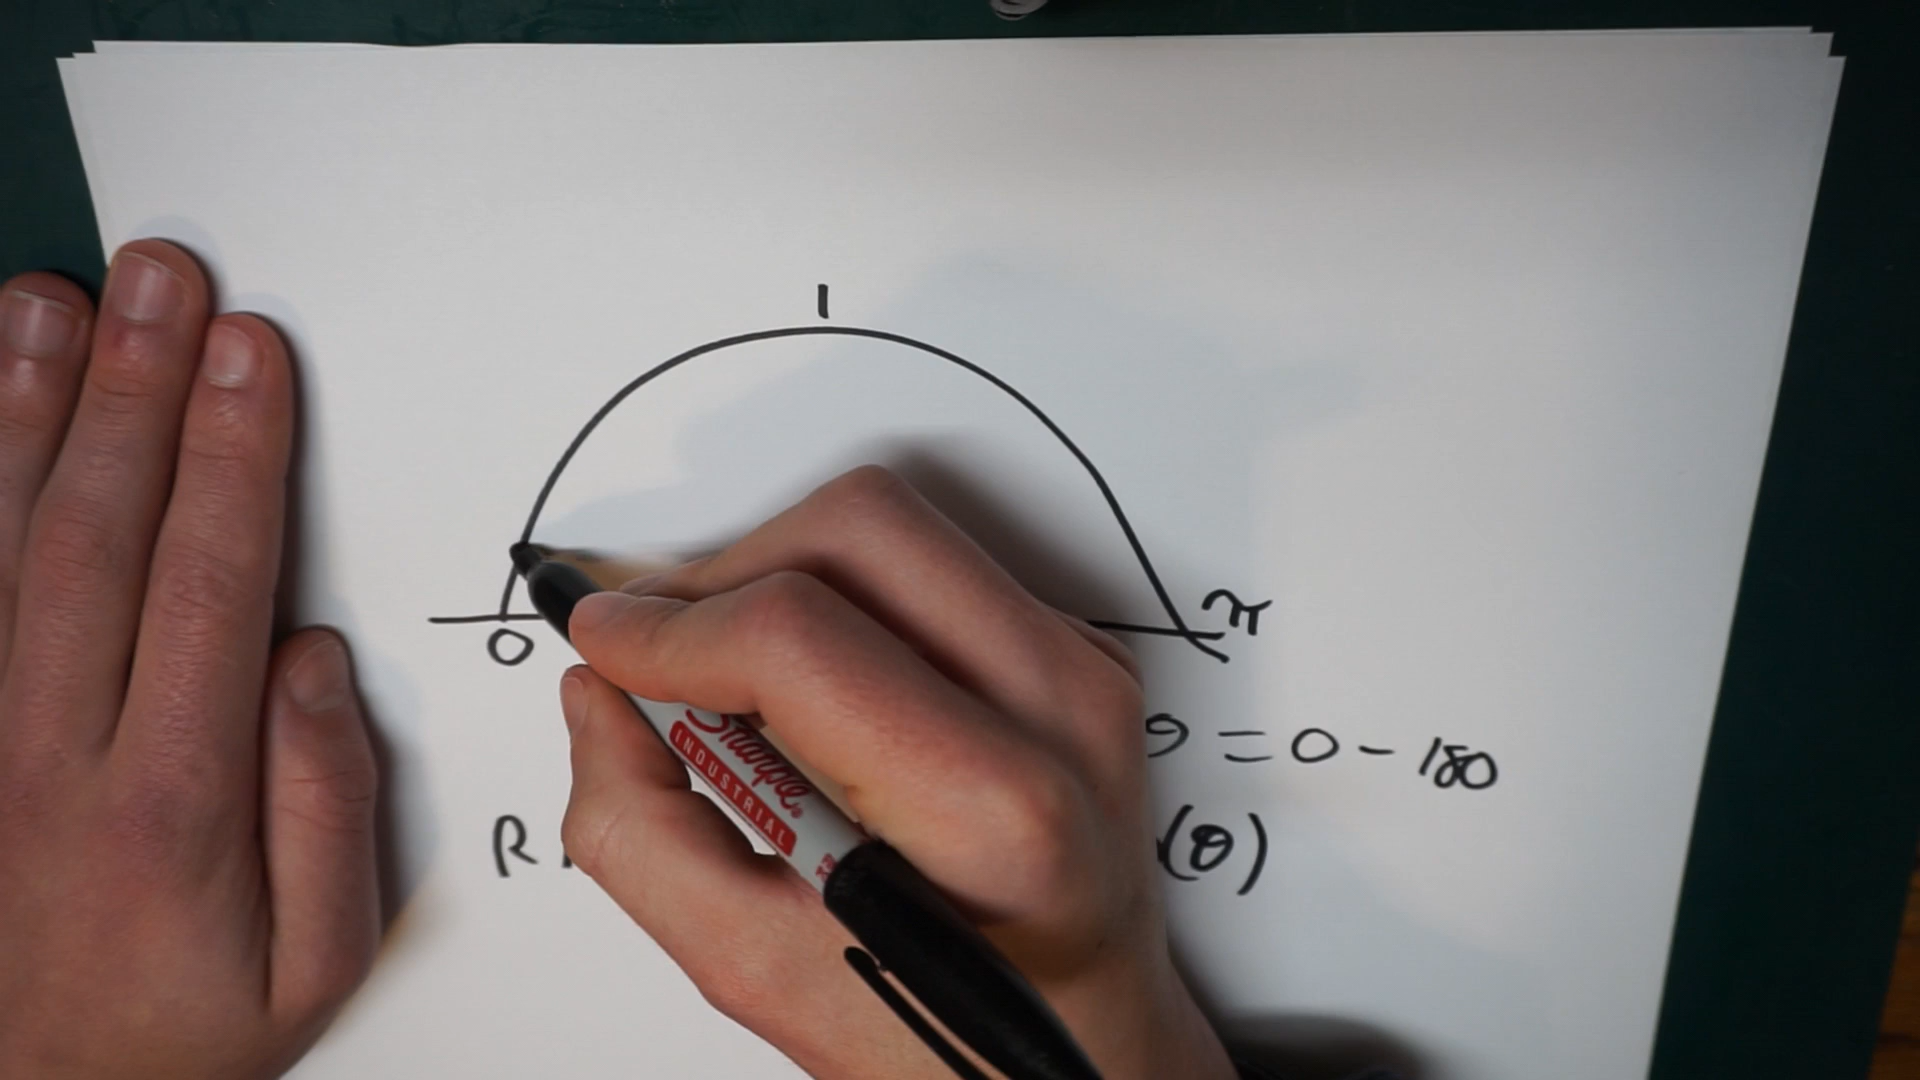 1
0 π
θ = 0 - 180
R (θ)
Sharpie
INDUSTRIAL